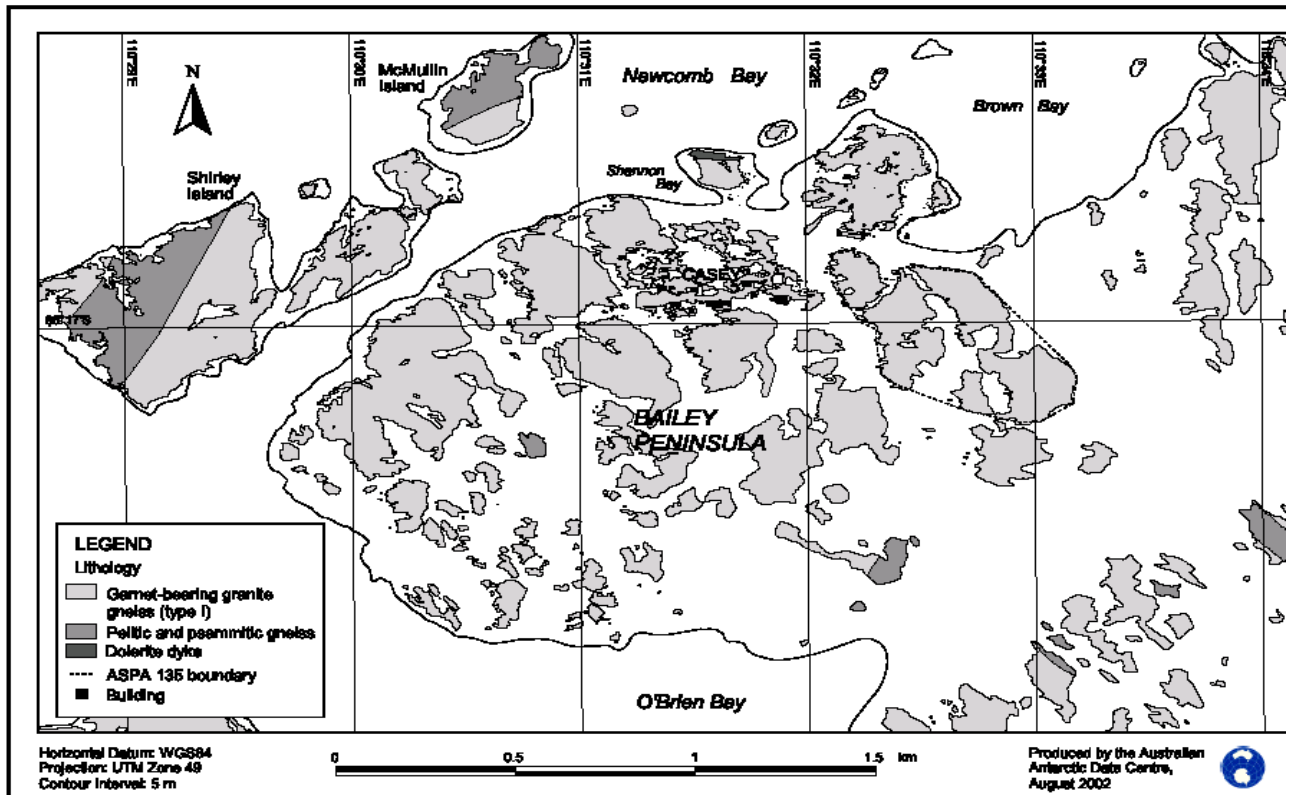 110°29'E
110°30'E
110°31'E
110°32'E
110°33'E
110°34'E
N
McMullin
Island
Newcomb Bay
Brown Bay
Shannon
Bay
Shirley
Island
"CASEY"
66°17'S
BAILEY
PENINSULA
O'Brien Bay
LEGEND
Lithology
Garnet-bearing granite
gneiss (type I)
Pelitic and psammitic gneiss
Dolerite dyke
ASPA 135 boundary
Building
Horizontal Datum: WGS84
Projection: UTM Zone 49
Contour Interval: 5 m
0 0.5 1 1.5 km
Produced by the Australian
Antarctic Data Centre,
August 2002